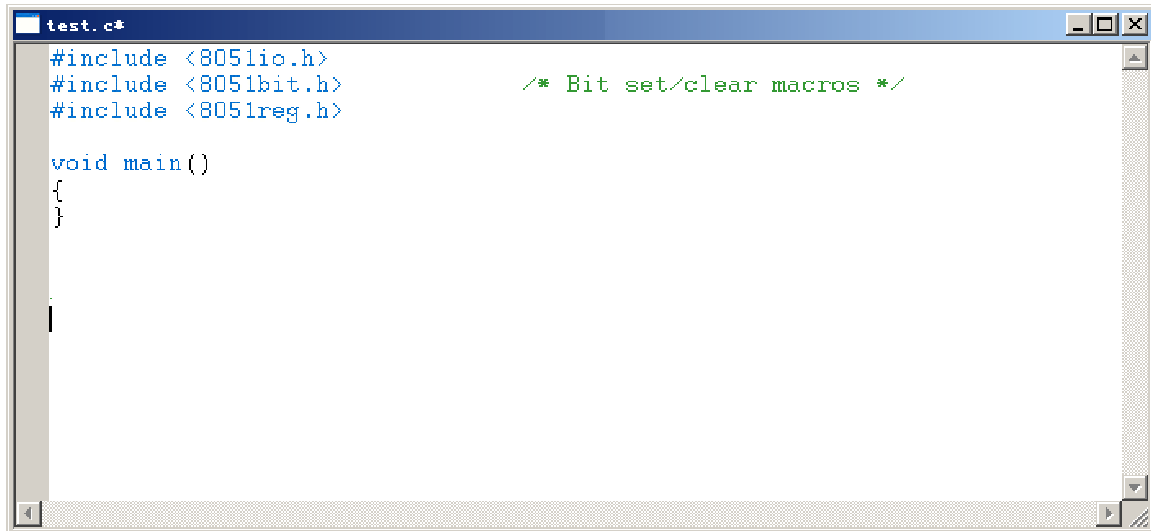 test.c*
#include <8051io.h>
#include <8051bit.h> /* Bit set/clear macros */
#include <8051reg.h>
void main()
{
}